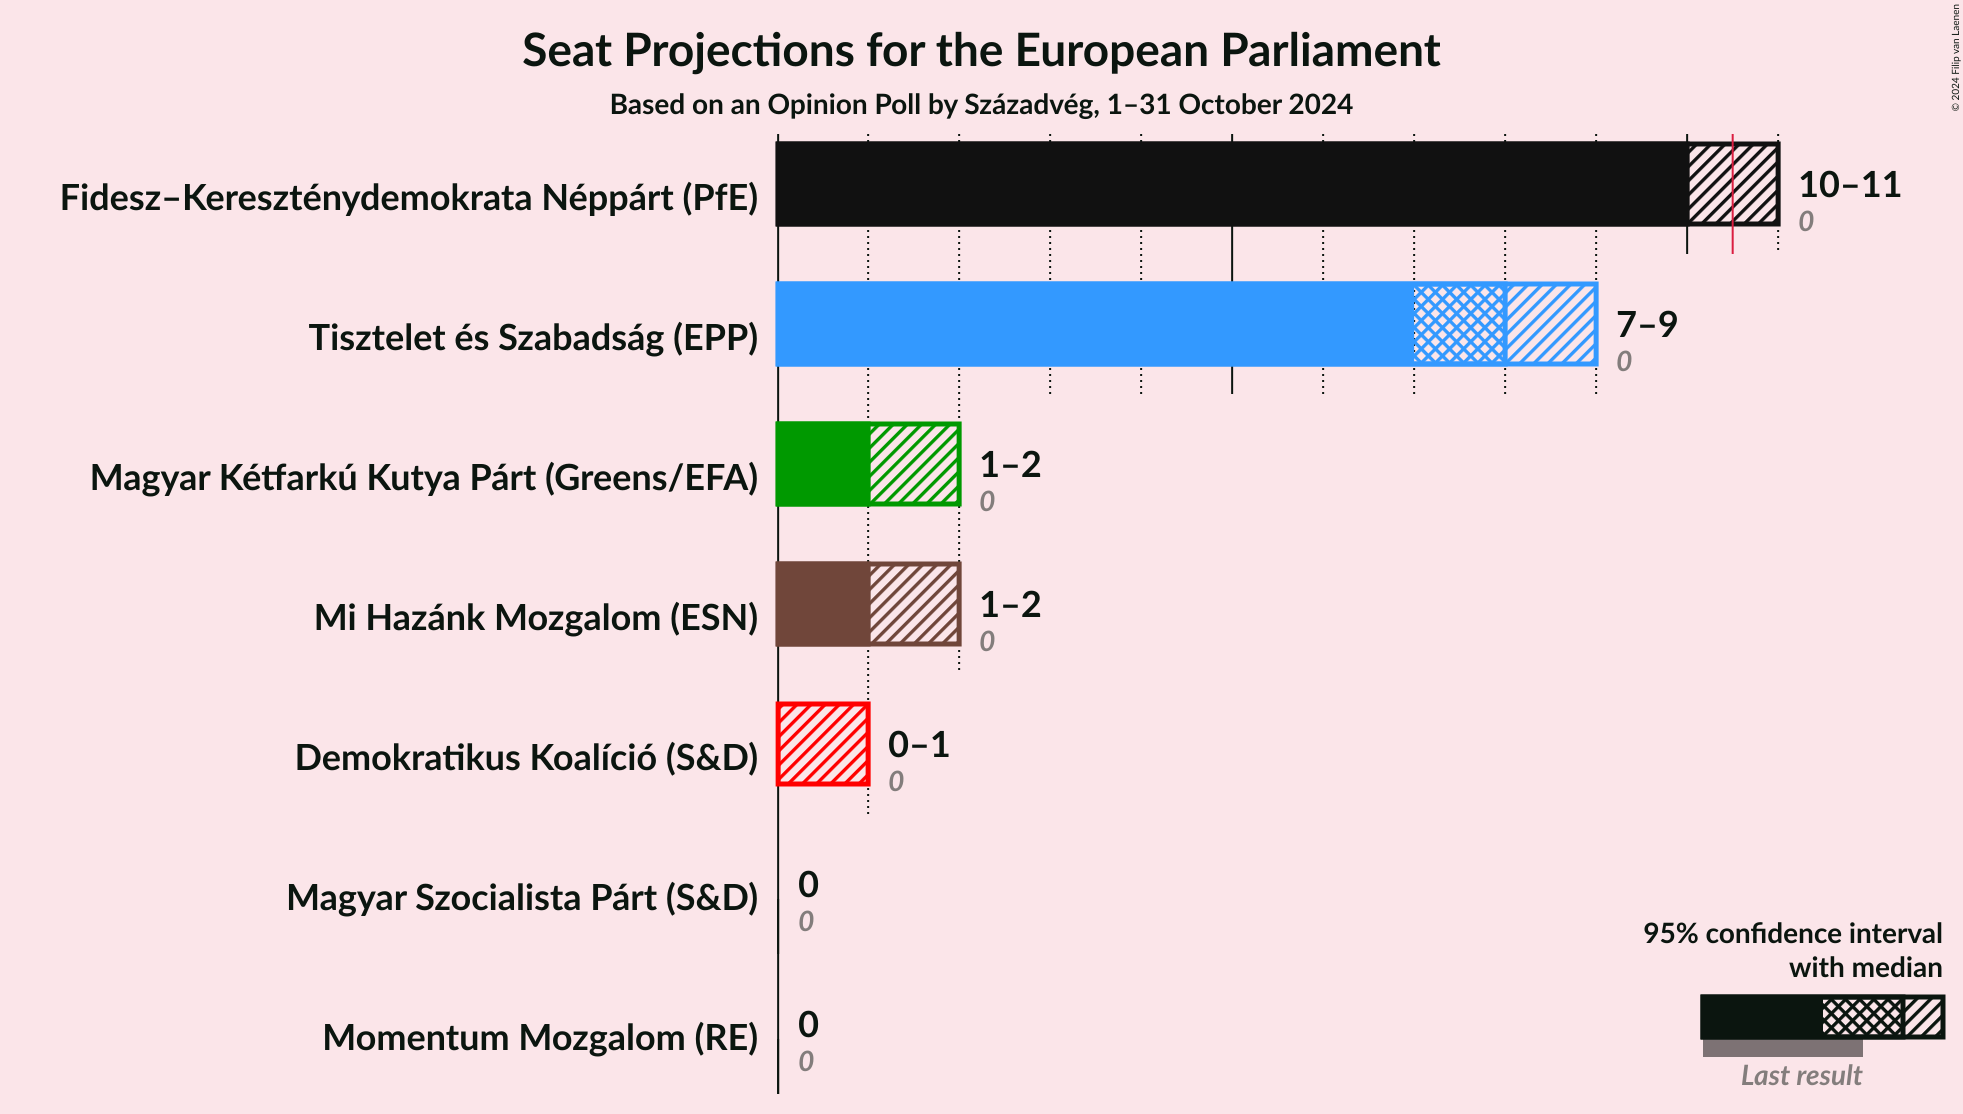 Seat Projections for the European Parliament
Based on an Opinion Poll by Századvég, 1–31 October 2024
© 2024 Filip van Laenen
Fidesz–Kereszténydemokrata Néppárt (PfE)
10–11
0
Tisztelet és Szabadság (EPP)
7–9
0
Magyar Kétfarkú Kutya Párt (Greens/EFA)
1–2
0
Mi Hazánk Mozgalom (ESN)
1–2
0
Demokratikus Koalíció (S&D)
0–1
0
Magyar Szocialista Párt (S&D)
0
0
Momentum Mozgalom (RE)
0
0
95% confidence interval
with median
Last result